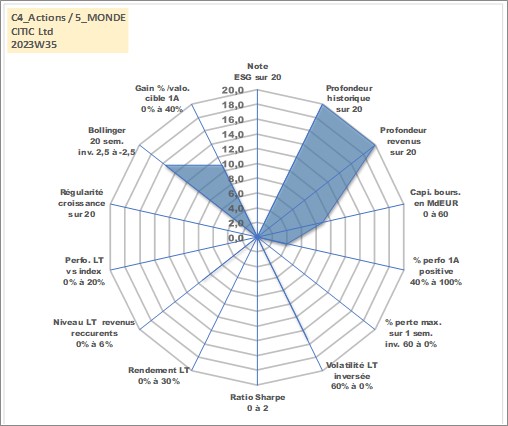 C4_Actions / 5_MONDE
CITIC Ltd
2023W35
Note
ESG sur 20
Profondeur
historique
sur 20
Profondeur
revenus
sur 20
Capi. bours.
en MdEUR
0 à 60
% perfo 1A
positive
40% à 100%
% perte max.
sur 1 sem.
inv. 60 à 0%
Volatilité LT
inversée
60% à 0%
Ratio Sharpe
0 à 2
Rendement LT
0% à 30%
Niveau LT revenus
reccurents
0% à 6%
Perfo. LT
vs index
0% à 20%
Régularité
croissance
sur 20
Bollinger
20 sem.
inv. 2,5 à -2,5
Gain % /valo.
cible 1A
0% à 40%
20,0
18,0
16,0
14,0
12,0
10,0
8,0
6,0
4,0
2,0
0,0